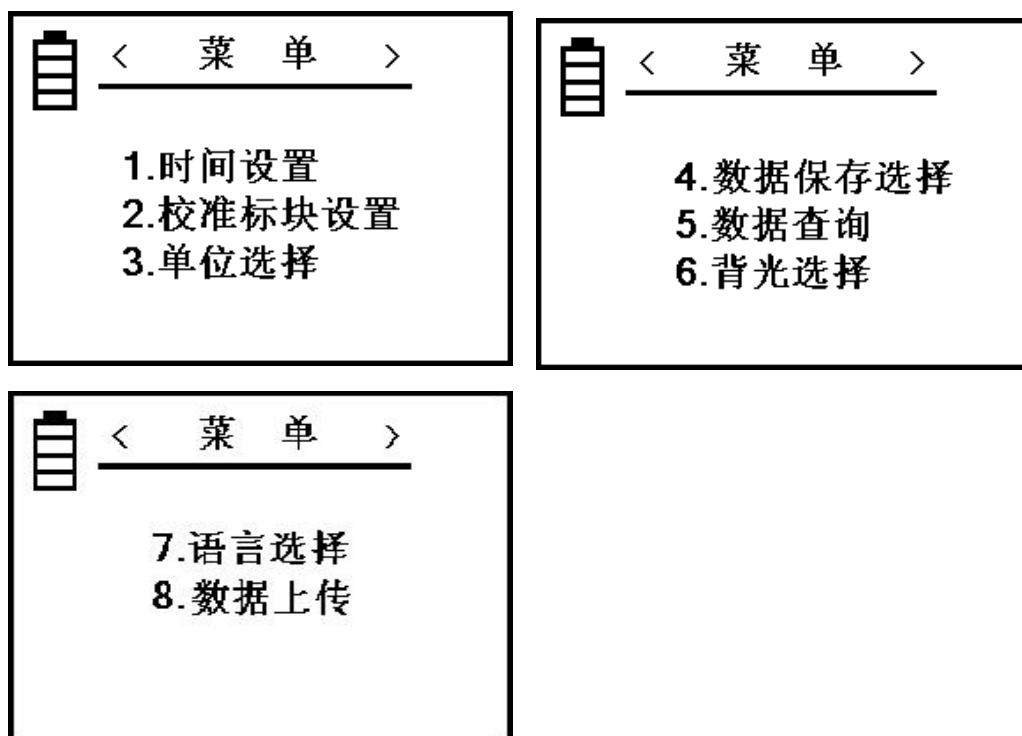 < 菜 单 >
1.时间设置
2.校准标块设置
3.单位选择
< 菜 单 >
4.数据保存选择
5.数据查询
6.背光选择
< 菜 单 >
7.语言选择
8.数据上传